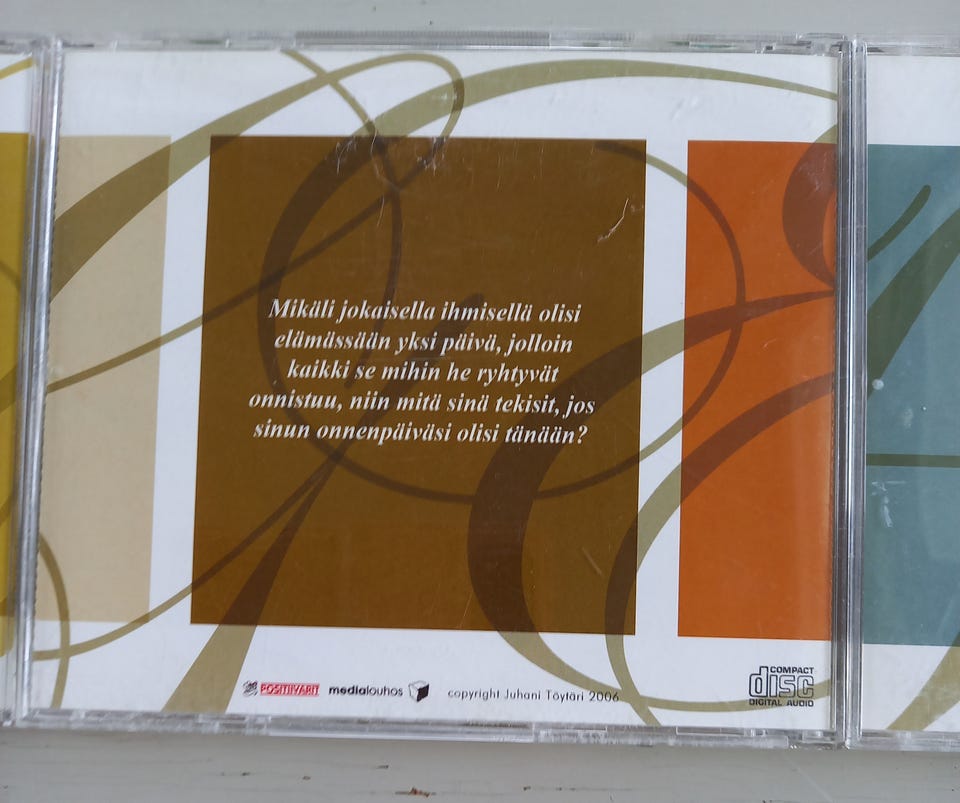 Mikäli jokaisella ihmisellä olisi
elämässään yksi päivä, jolloin
kaikki se mihin he ryhtyvät
onnistuu, niin mitä sinä tekisit, jos
sinun onnenpäiväsi olisi tänään?
POSITIIVARIT medialouhos copyright Juhani Töytäri 2006
COMPACT
disc
DIGITAL AUDIO